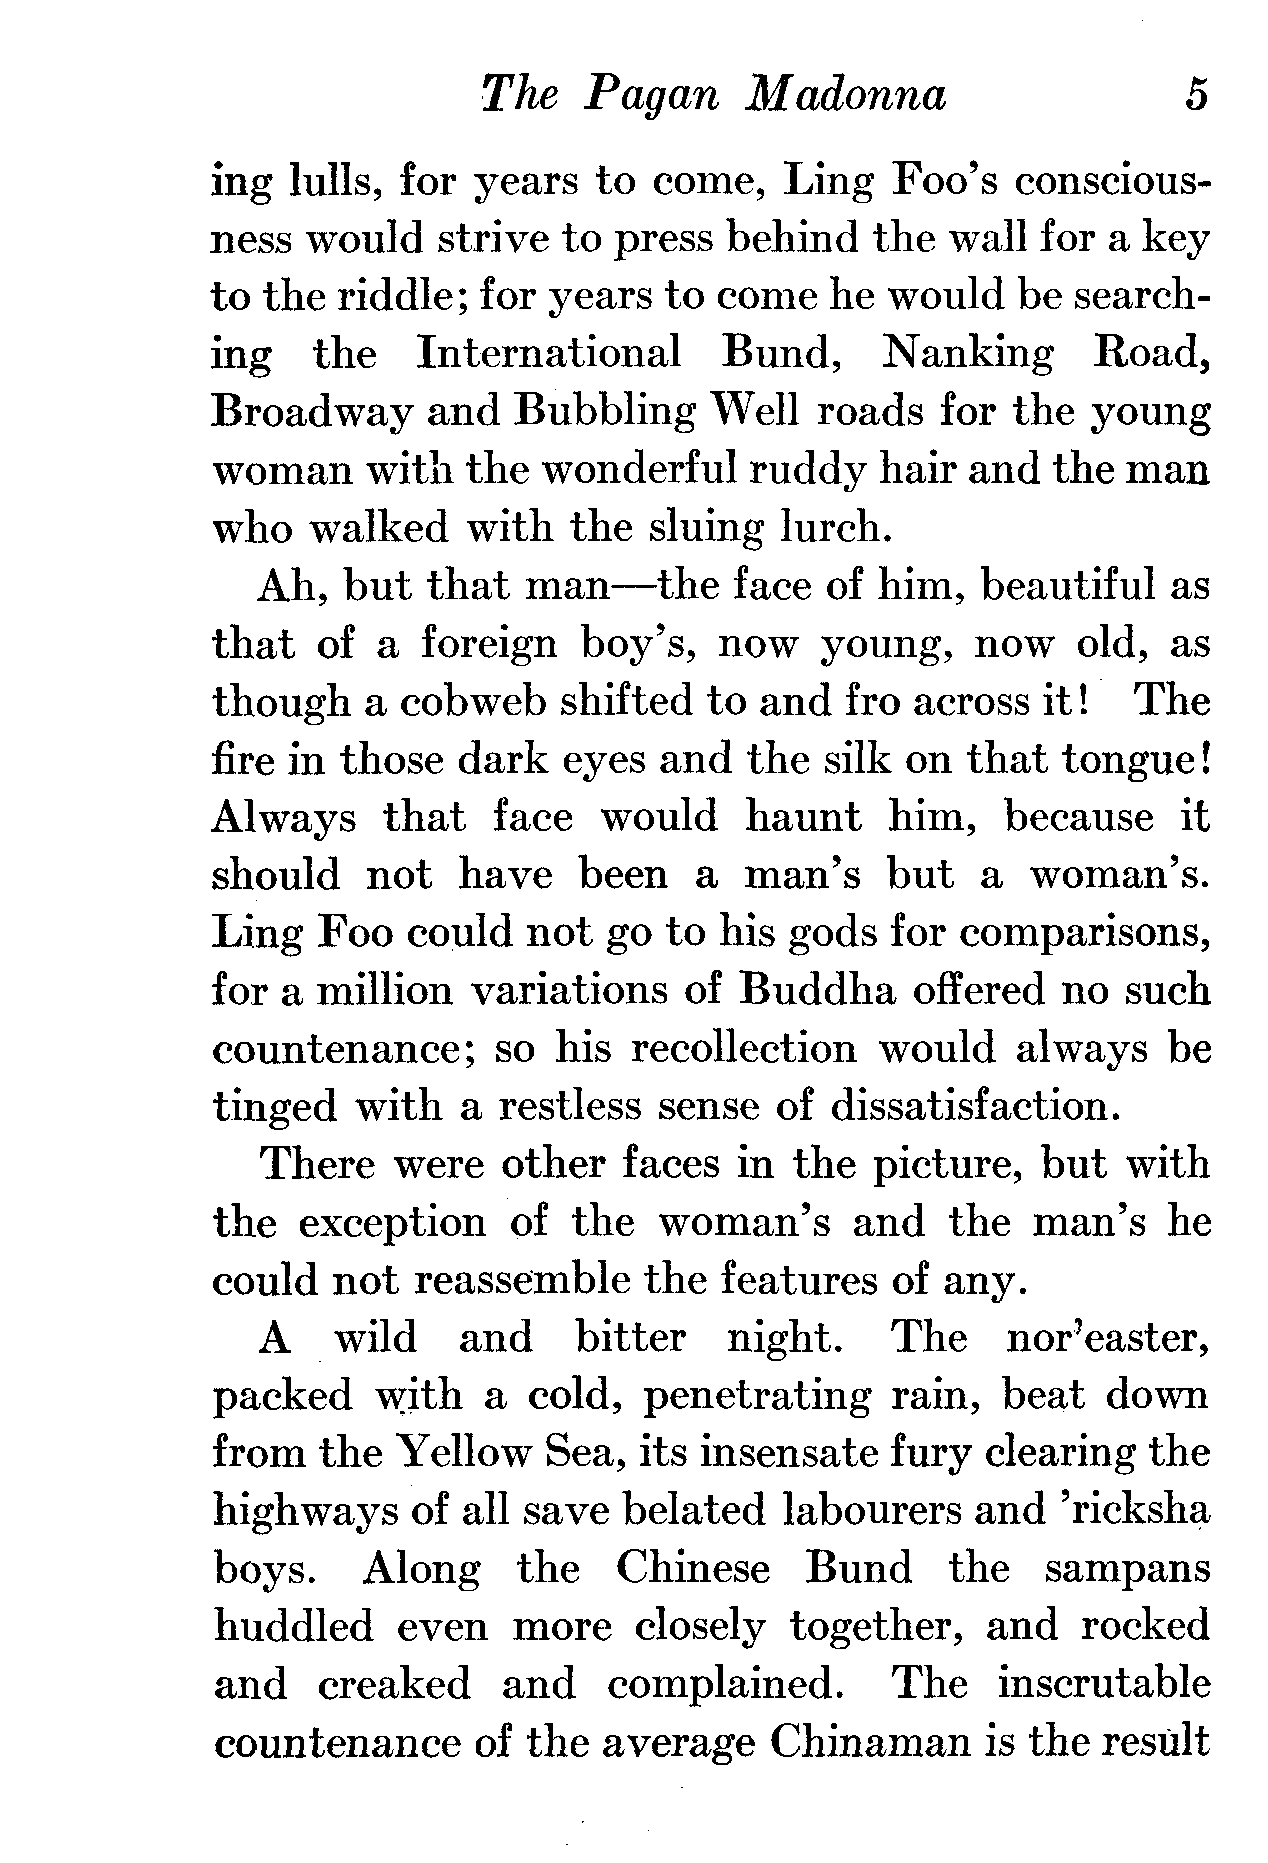 The Pagan Madonna 5
ing lulls, for years to come, Ling Foo's conscious-
ness would strive to press behind the wall for a key
to the riddle; for years to come he would be search-
ing the International Bund, Nanking Road,
Broadway and Bubbling Well roads for the young
woman with the wonderful ruddy hair and the man
who walked with the sluing lurch.
Ah, but that man—the face of him, beautiful as
that of a foreign boy's, now young, now old, as
though a cobweb shifted to and fro across it! The
fire in those dark eyes and the silk on that tongue!
Always that face would haunt him, because it
should not have been a man's but a woman's.
Ling Foo could not go to his gods for comparisons,
for a million variations of Buddha offered no such
countenance; so his recollection would always be
tinged with a restless sense of dissatisfaction.
There were other faces in the picture, but with
the exception of the woman's and the man's he
could not reassemble the features of any.
A wild and bitter night. The nor'easter,
packed with a cold, penetrating rain, beat down
from the Yellow Sea, its insensate fury clearing the
highways of all save belated labourers and 'ricksha
boys. Along the Chinese Bund the sampans
huddled even more closely together, and rocked
and creaked and complained. The inscrutable
countenance of the average Chinaman is the result